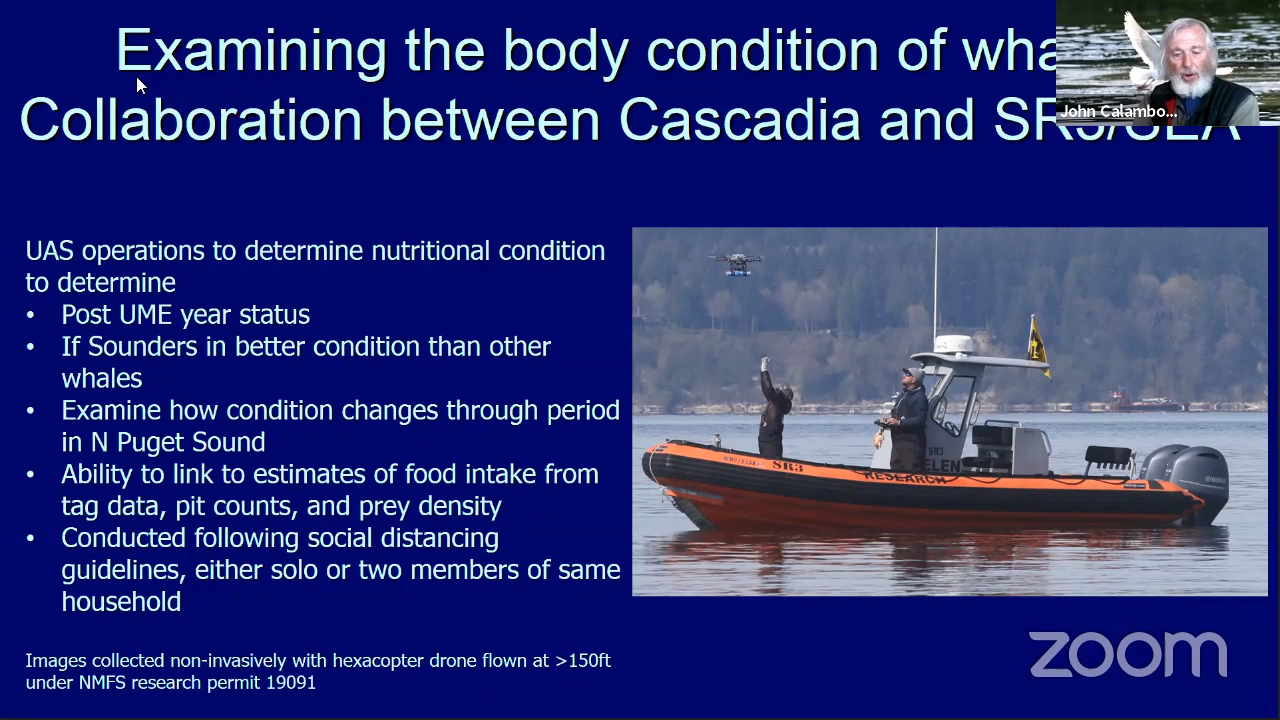 Examining the body condition of wha
Collaboration between Cascadia and SR3/SEA
John Calambo...
UAS operations to determine nutritional condition
to determine
• Post UME year status
• If Sounders in better condition than other
whales
• Examine how condition changes through period
in N Puget Sound
• Ability to link to estimates of food intake from
tag data, pit counts, and prey density
• Conducted following social distancing
guidelines, either solo or two members of same
household
SR3
ELEN
SR3
RESEARCH
Images collected non-invasively with hexacopter drone flown at >150ft
under NMFS research permit 19091
zoom